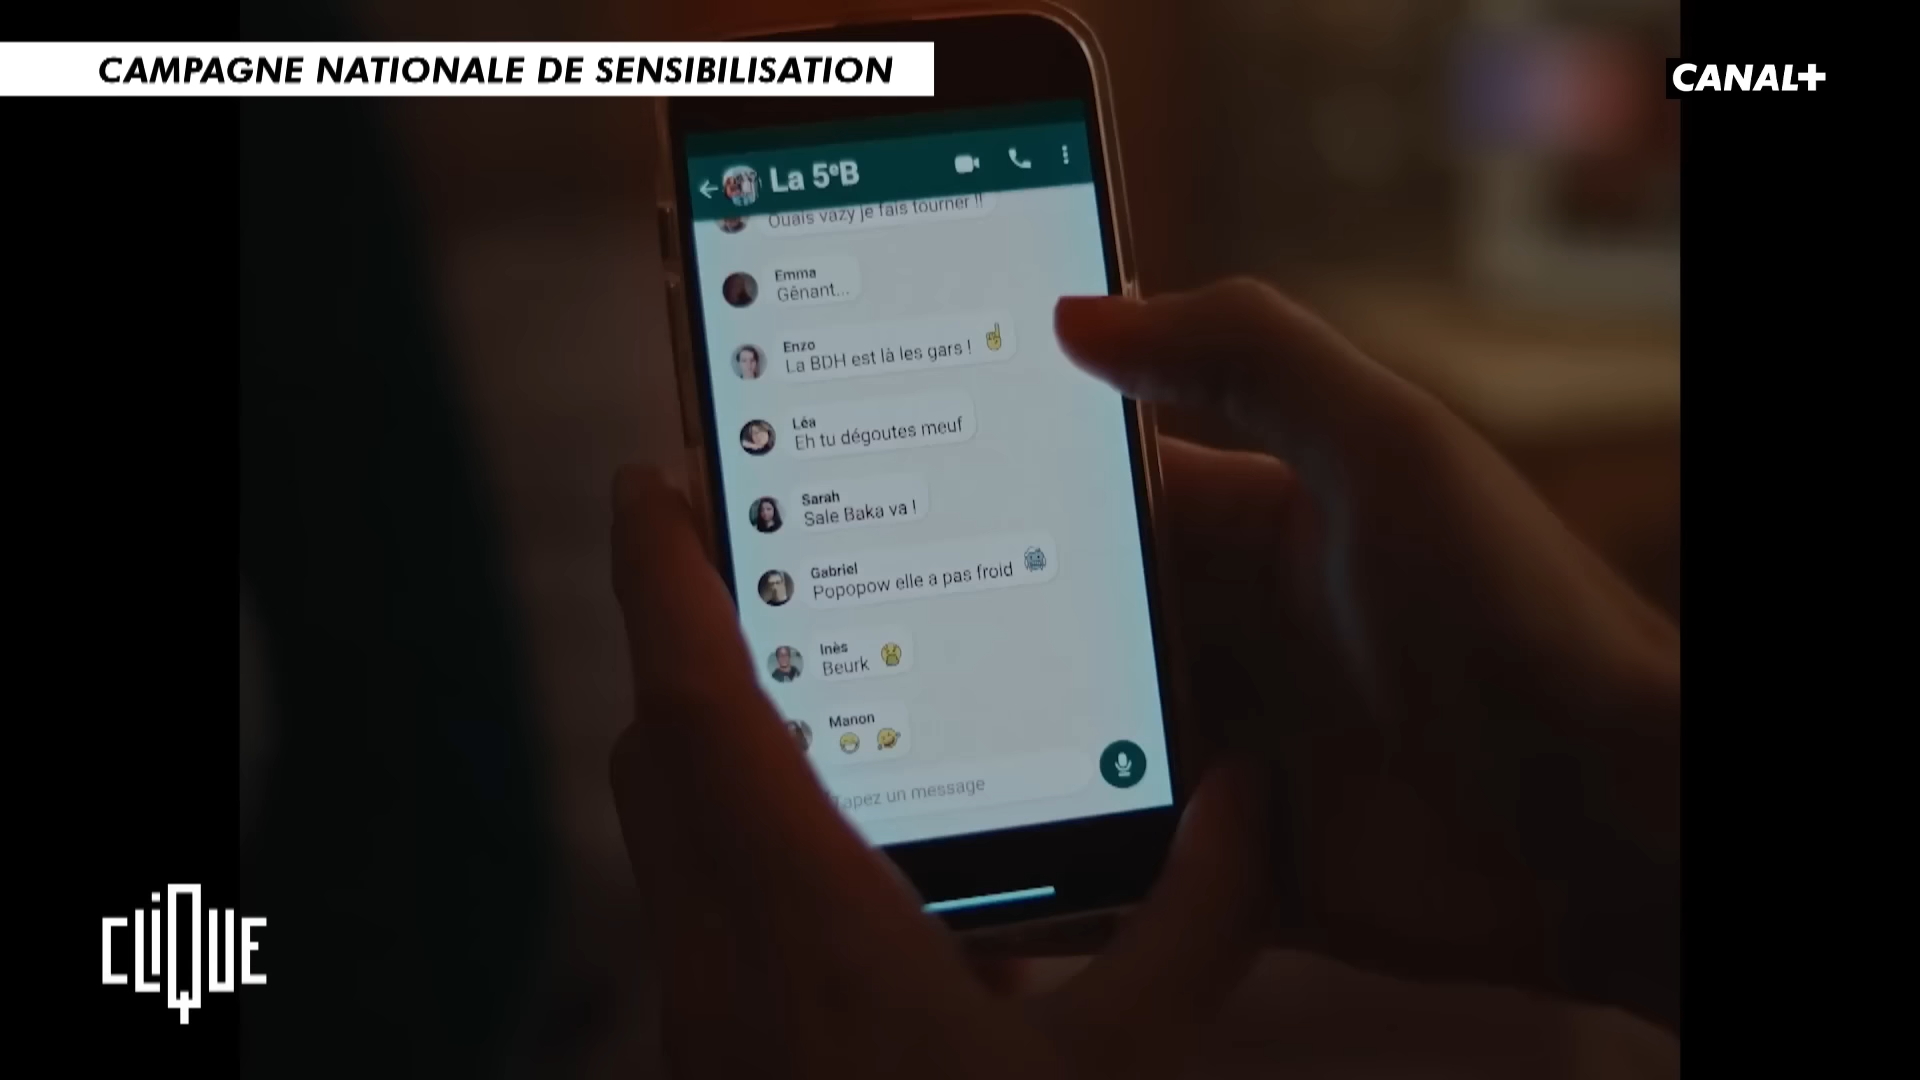 CAMPAGNE NATIONALE DE SENSIBILISATION
CANAL+
La 5°B
Ouais vazy je fais tourner !!
Emma
Gênant...
Enzo
La BDH est là les gars !
Léa
Eh tu dégoutes meuf
Sarah
Sale Baka va !
Gabriel
Popopow elle a pas froid
Inès
Beurk
Manon
Tapez un message
CLIQUE